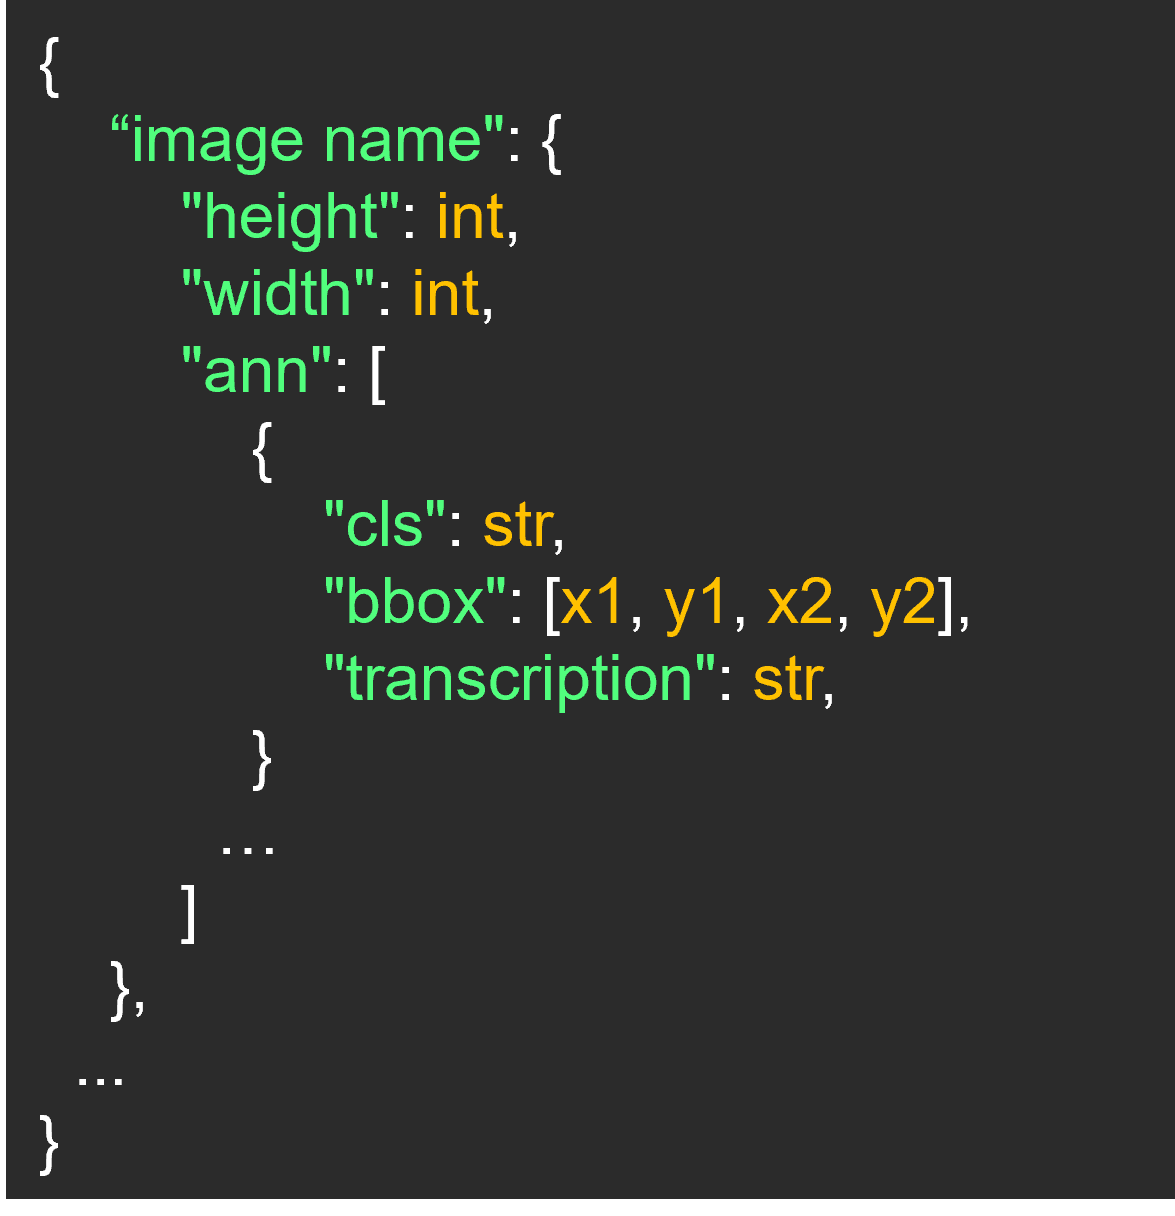 {
“image name": {
"height": int,
"width": int,
"ann": [
{
"cls": str,
"bbox": [x1, y1, x2, y2],
"transcription": str,
}
…
]
},
...
}